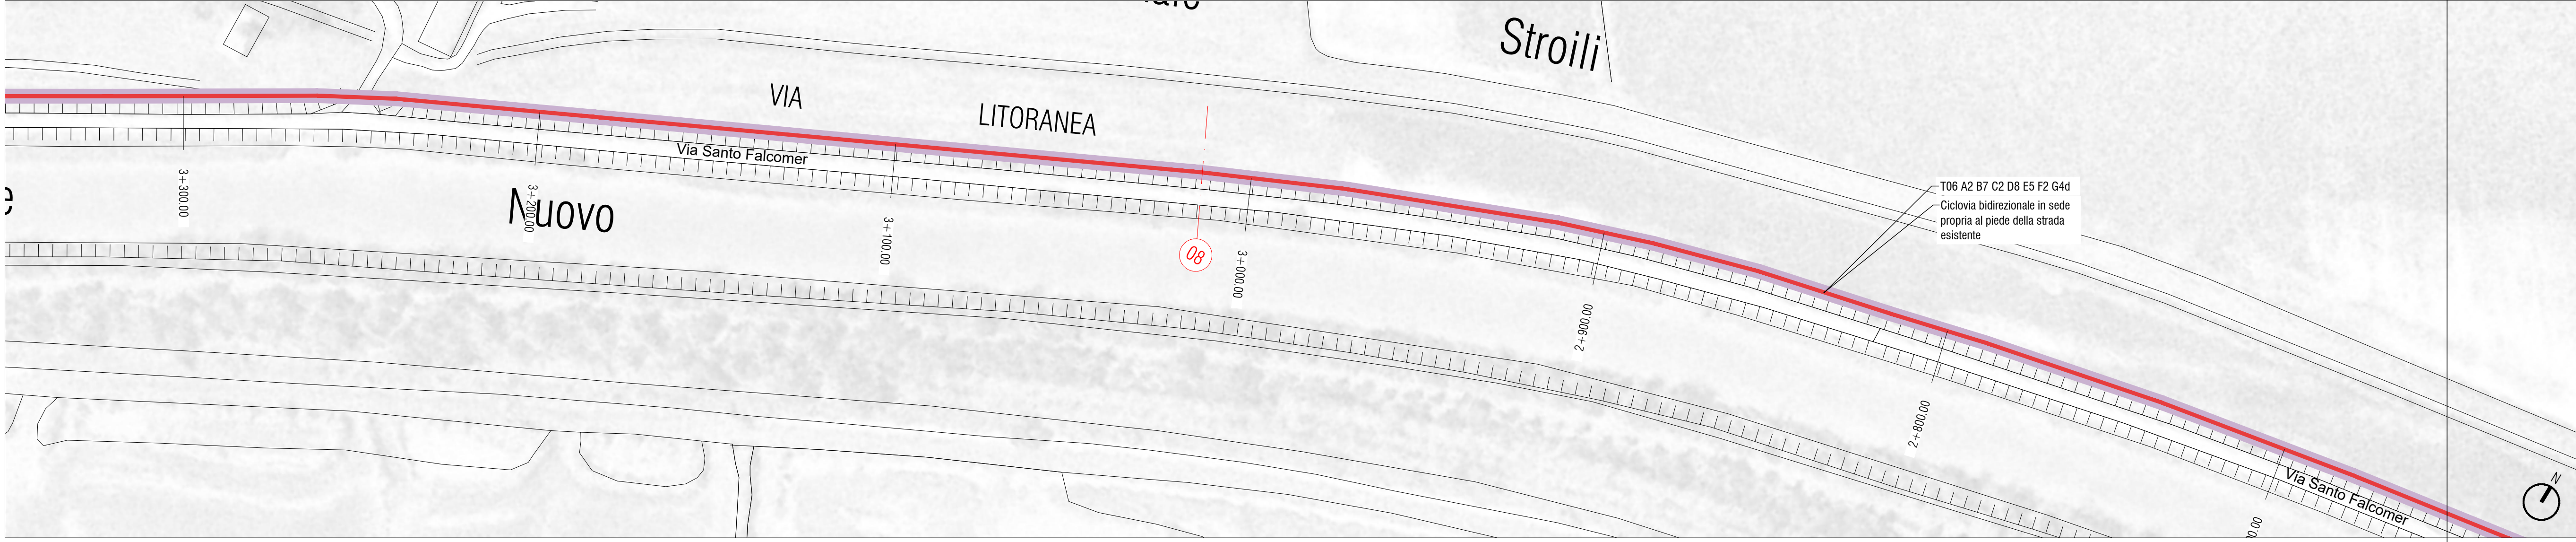 Stroili
VIA
LITORANEA
Via Santo Falcomer
T06 A2 B7 C2 D8 E5 F2 G4d
Ciclovia bidirezionale in sede
propria al piede della strada
esistente
3+300.00
3+200.00
Nuovo
3+100.00
08
3+000.00
2+900.00
2+800.00
Via Santo Falcomer
N